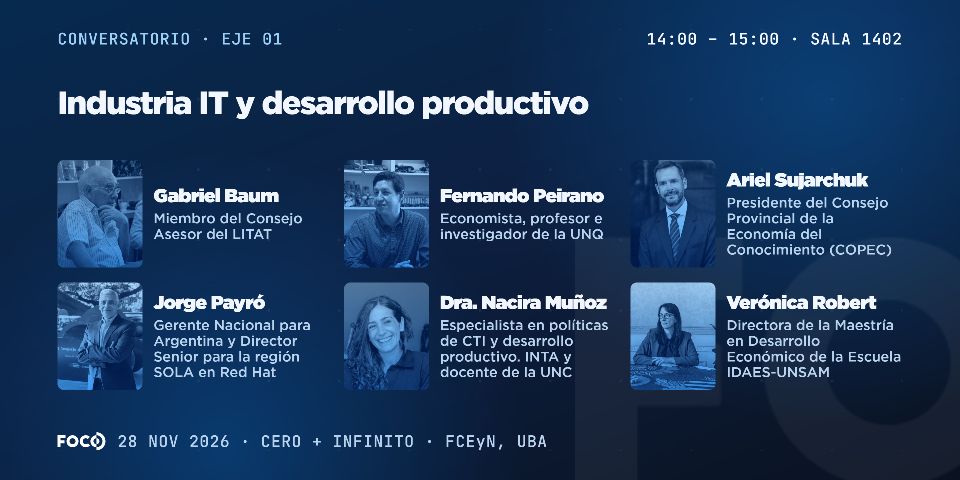 CONVERSATORIO · EJE 01
14:00 – 15:00 · SALA 1402
Industria IT y desarrollo productivo
Gabriel Baum
Miembro del Consejo
Asesor del LITAT
Fernando Peirano
Economista, profesor e
investigador de la UNQ
Ariel Sujarchuk
Presidente del Consejo
Provincial de la
Economía del
Conocimiento (COPEC)
Jorge Payró
Gerente Nacional para
Argentina y Director
Senior para la región
SOLA en Red Hat
Dra. Nacira Muñoz
Especialista en políticas
de CTI y desarrollo
productivo. INTA y
docente de la UNC
Verónica Robert
Directora de la Maestría
en Desarrollo
Económico de la Escuela
IDAES-UNSAM
FOCO 28 NOV 2026 · CERO + INFINITO · FCEyN, UBA